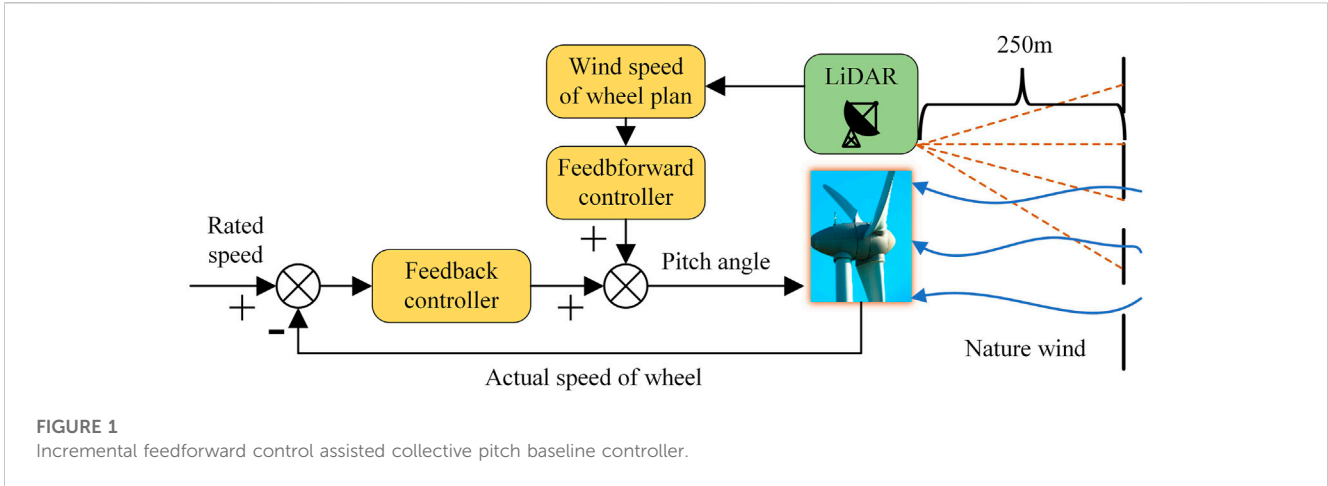 250m
Wind speed
of wheel plan
LiDAR
Feedbforward
controller
Rated
speed
+
Pitch angle
Feedback
controller
+
+
-
Nature wind
Actual speed of wheel
FIGURE 1
Incremental feedforward control assisted collective pitch baseline controller.